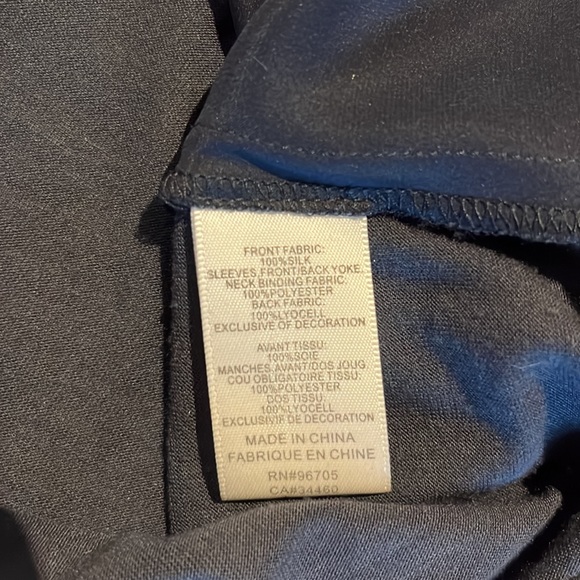 FRONT FABRIC:
100%SILK
SLEEVES,FRONT/BACK YOKE,
NECK BINDING FABRIC:
100%POLYESTER
BACK FABRIC:
100%LYOCELL
EXCLUSIVE OF DECORATION
AVANT TISSU:
100%SOIE
MANCHES,AVANT/DOS JOUG,
COU OBLIGATOIRE TISSU:
100%POLYESTER
DOS TISSU:
100%LYOCELL
EXCLUSIVIF DE DECORATION
MADE IN CHINA
FABRIQUE EN CHINE
RN#96705
CA#34460